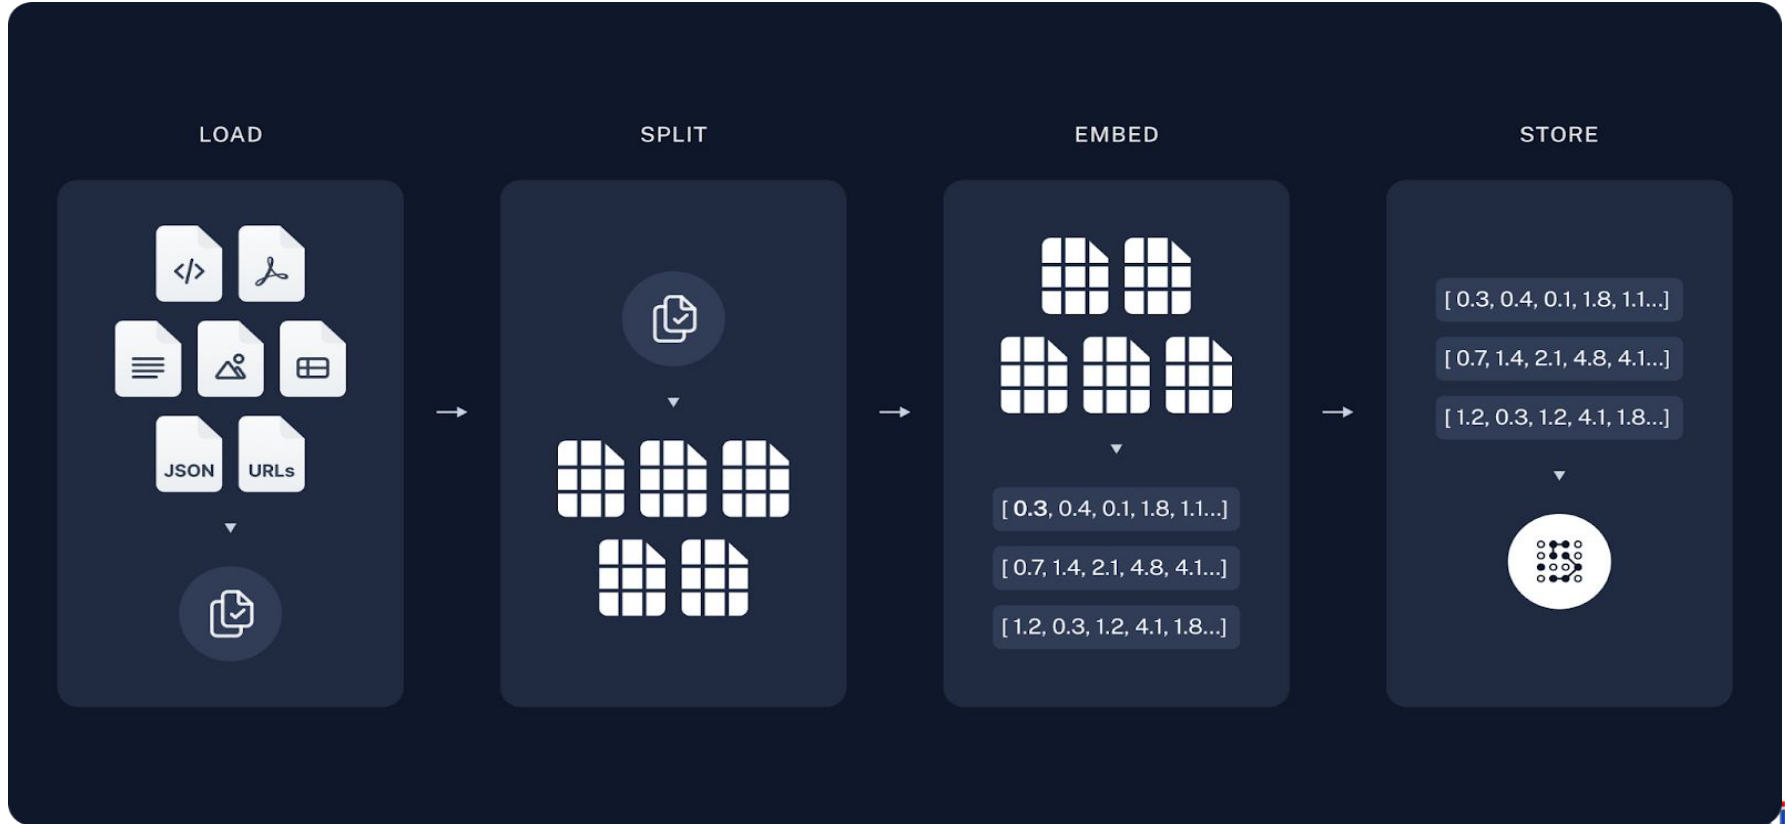 LOAD
SPLIT
EMBED
STORE
</>
JSON
URLs
[ 0.3, 0.4, 0.1, 1.8, 1.1...]
[ 0.7, 1.4, 2.1, 4.8, 4.1...]
[ 1.2, 0.3, 1.2, 4.1, 1.8...]
[ 0.3, 0.4, 0.1, 1.8, 1.1...]
[ 0.7, 1.4, 2.1, 4.8, 4.1...]
[ 1.2, 0.3, 1.2, 4.1, 1.8...]